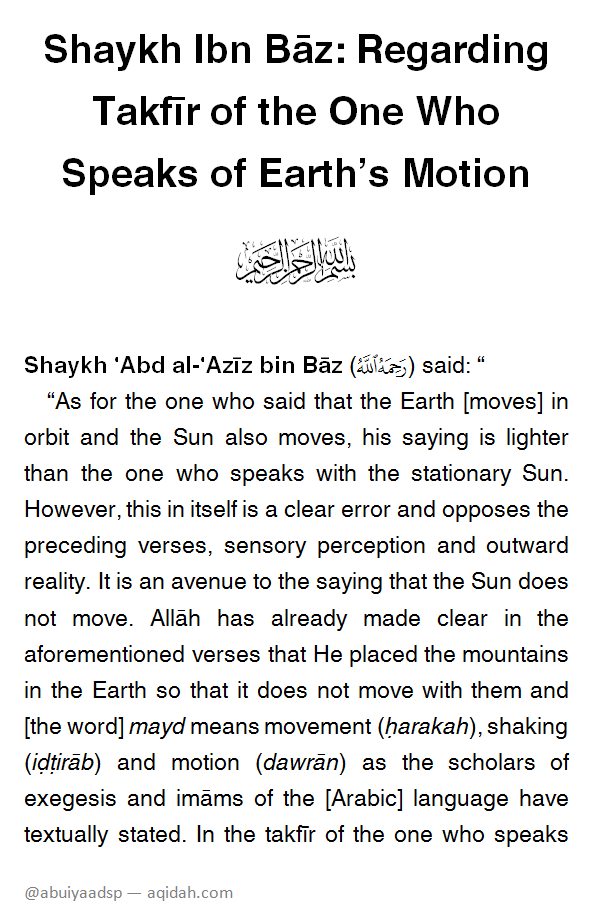 Shaykh Ibn Bāz: Regarding
Takfīr of the One Who
Speaks of Earth’s Motion
بِسْمِ اللَّهِ الرَّحْمَنِ الرَّحِيمِ
Shaykh ʿAbd al-ʿAzīz bin Bāz (رَحِمَهُ ٱللَّٰهُ) said: “
“As for the one who said that the Earth [moves] in
orbit and the Sun also moves, his saying is lighter
than the one who speaks with the stationary Sun.
However, this in itself is a clear error and opposes the
preceding verses, sensory perception and outward
reality. It is an avenue to the saying that the Sun does
not move. Allāh has already made clear in the
aforementioned verses that He placed the mountains
in the Earth so that it does not move with them and
[the word] mayd means movement (ḥarakah), shaking
(iḍṭirāb) and motion (dawrān) as the scholars of
exegesis and imāms of the [Arabic] language have
textually stated. In the takfīr of the one who speaks
@abuiyaadsp — aqidah.com